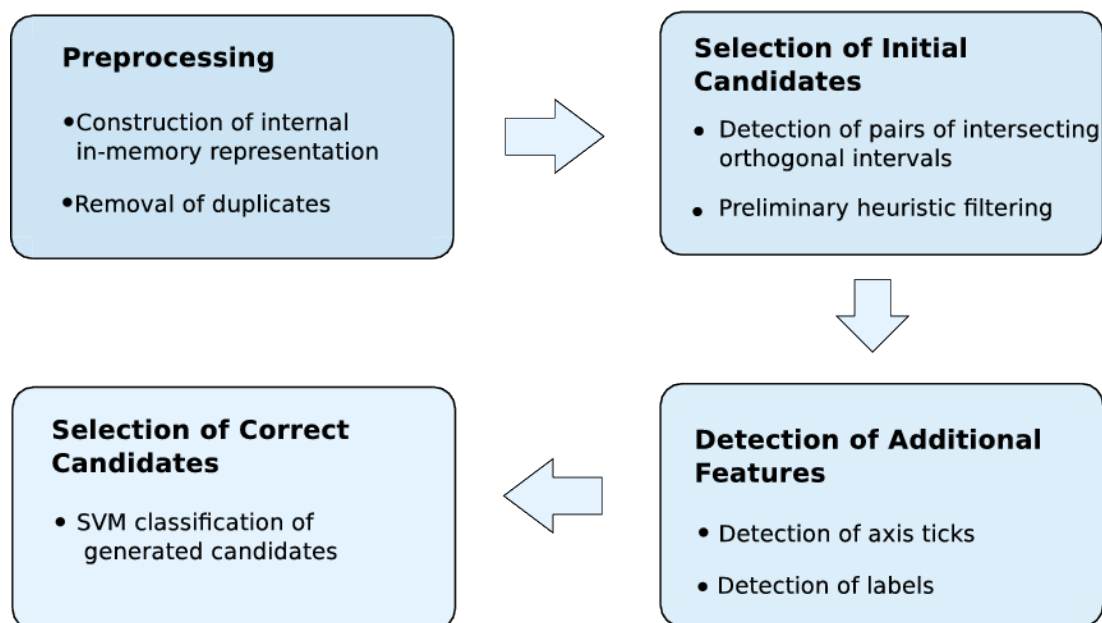 Preprocessing
•Construction of internal
in-memory representation
•Removal of duplicates
Selection of Initial
Candidates
• Detection of pairs of intersecting
orthogonal intervals
• Preliminary heuristic filtering
Detection of Additional
Features
• Detection of axis ticks
• Detection of labels
Selection of Correct
Candidates
• SVM classification of
generated candidates